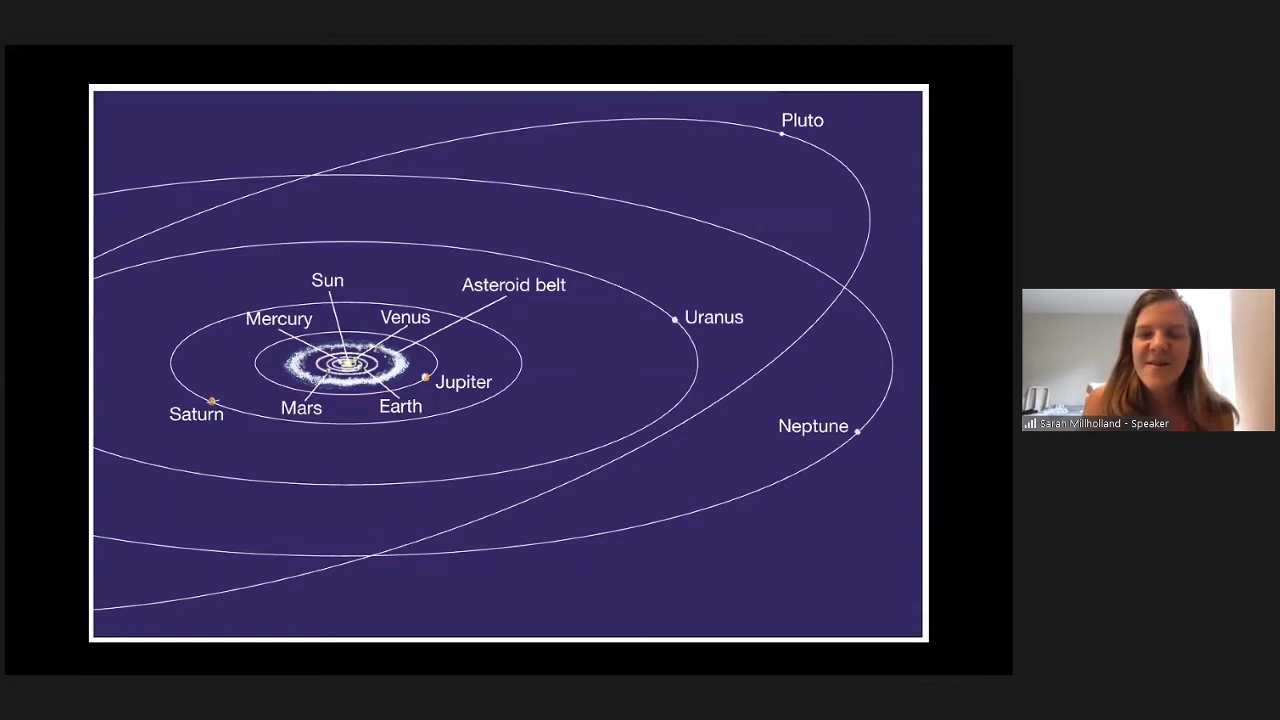 Pluto
Sun
Asteroid belt
Mercury
Venus
Uranus
Jupiter
Saturn
Mars
Earth
Neptune
Sarah Millholland - Speaker